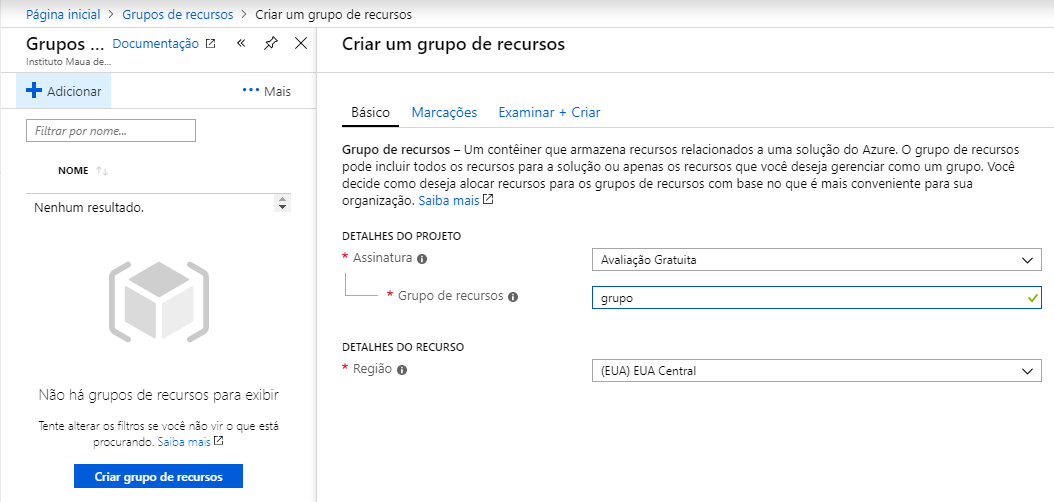 Página inicial > Grupos de recursos > Criar um grupo de recursos
Grupos ... Documentação
Instituto Maua de...
Adicionar
Mais
Filtrar por nome...
NOME
Nenhum resultado.
Não há grupos de recursos para exibir
Tente alterar os filtros se você não vir o que está
procurando. Saiba mais
Criar grupo de recursos
Criar um grupo de recursos
Básico Marcações Examinar + Criar
Grupo de recursos – Um contêiner que armazena recursos relacionados a uma solução do Azure. O grupo de recursos
pode incluir todos os recursos para a solução ou apenas os recursos que você deseja gerenciar como um grupo. Você
decide como deseja alocar recursos para os grupos de recursos com base no que é mais conveniente para sua
organização. Saiba mais
DETALHES DO PROJETO
* Assinatura
Avaliação Gratuita
* Grupo de recursos
grupo
DETALHES DO RECURSO
* Região
(EUA) EUA Central